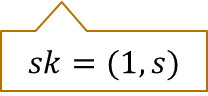 sk = (1, s)